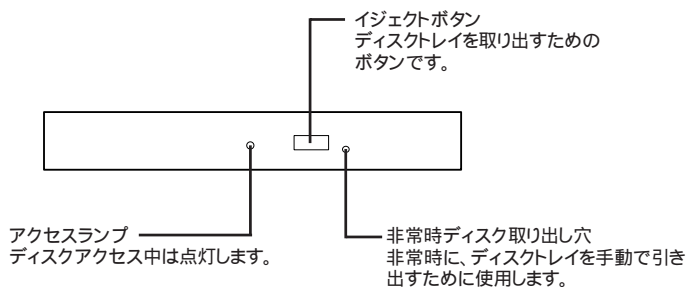 イジェクトボタン
ディスクトレイを取り出すための
ボタンです。
アクセスランプ
ディスクアクセス中は点灯します。
非常時ディスク取り出し穴
非常時に、ディスクトレイを手動で引き
出すために使用します。